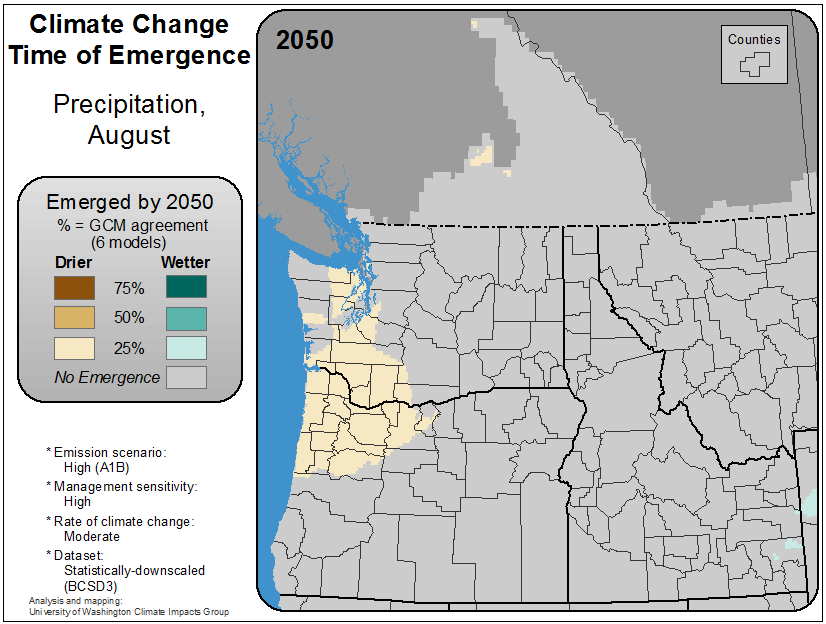 Climate Change
Time of Emergence
Precipitation,
August
Emerged by 2050
% = GCM agreement
(6 models)
Drier Wetter
75%
50%
25%
No Emergence
* Emission scenario:
High (A1B)
* Management sensitivity:
High
* Rate of climate change:
Moderate
* Dataset:
Statistically-downscaled
(BCSD3)
Analysis and mapping:
University of Washington Climate Impacts Group
2050
Counties